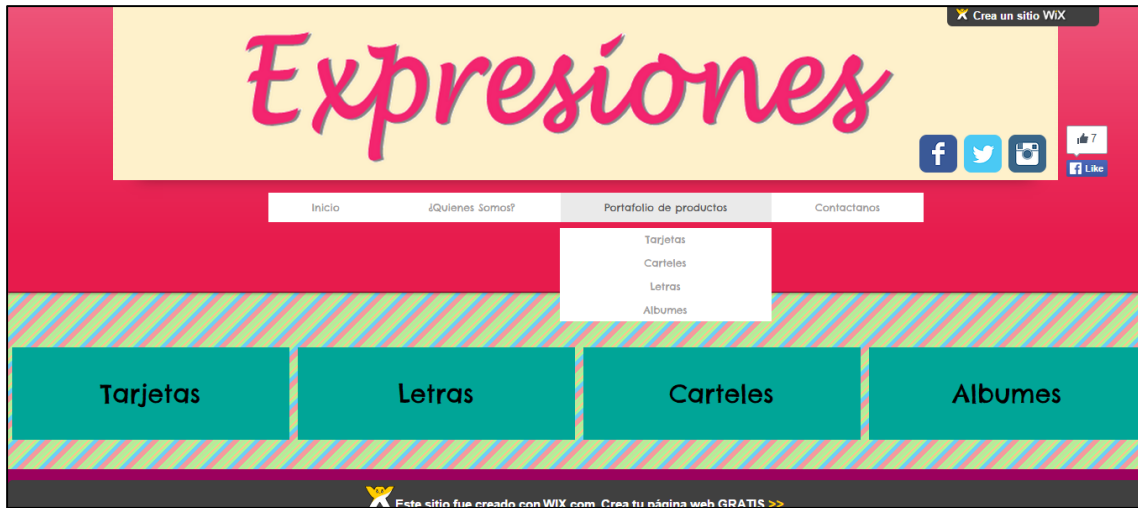 Crea un sitio WiX
Expresiones
7
Like
Inicio ¿Quienes Somos? Portafolio de productos Contactanos
Tarjetas
Carteles
Letras
Albumes
Tarjetas Letras Carteles Albumes
Este sitio fue creado con WIX.com. Crea tu página web GRATIS >>